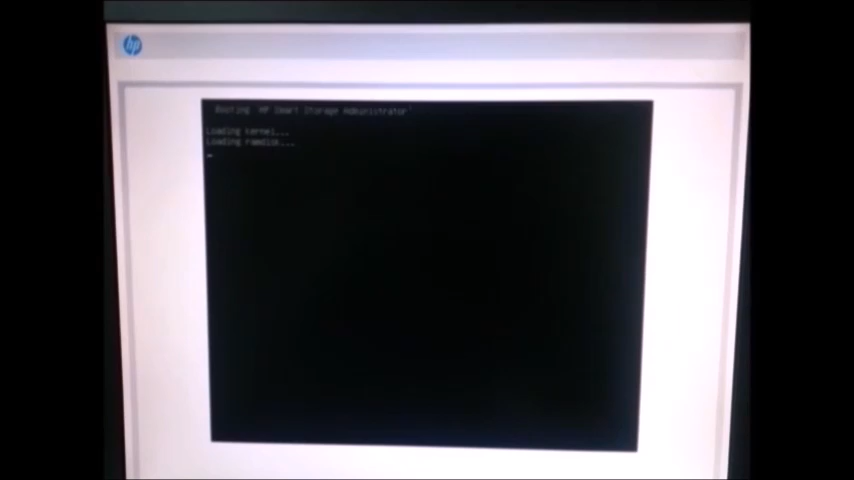 hp
Booting 'HP Smart Storage Administrator'
Loading kernel...
Loading ramdisk...